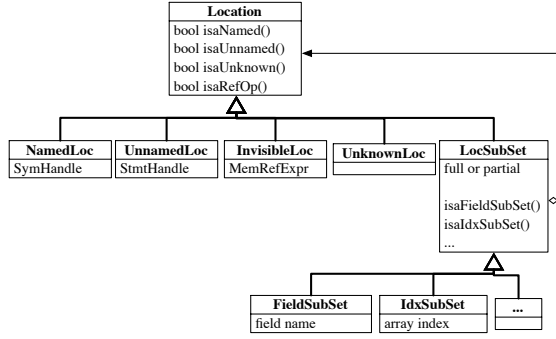 Location
bool isaNamed()
bool isaUnnamed()
bool isaUnknown()
bool isaRefOp()
NamedLoc
SymHandle
UnnamedLoc
StmtHandle
InvisibleLoc
MemRefExpr
UnknownLoc
LocSubSet
full or partial
isaFieldSubSet()
isaIdxSubSet()
...
FieldSubSet
field name
IdxSubSet
array index
...